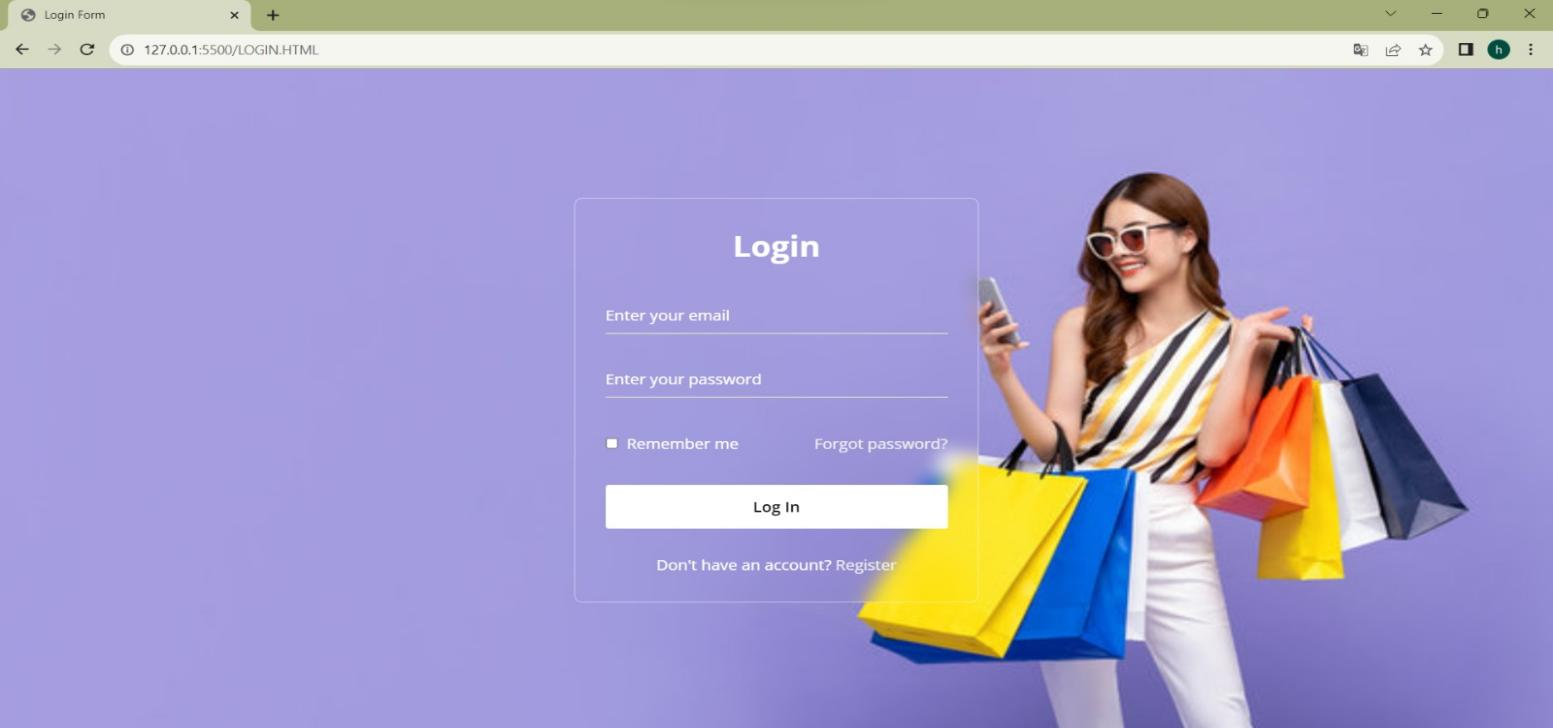 Login Form
127.0.0.1:5500/LOGIN.HTML
h
Login
Enter your email
Enter your password
Remember me Forgot password?
Log In
Don't have an account? Register